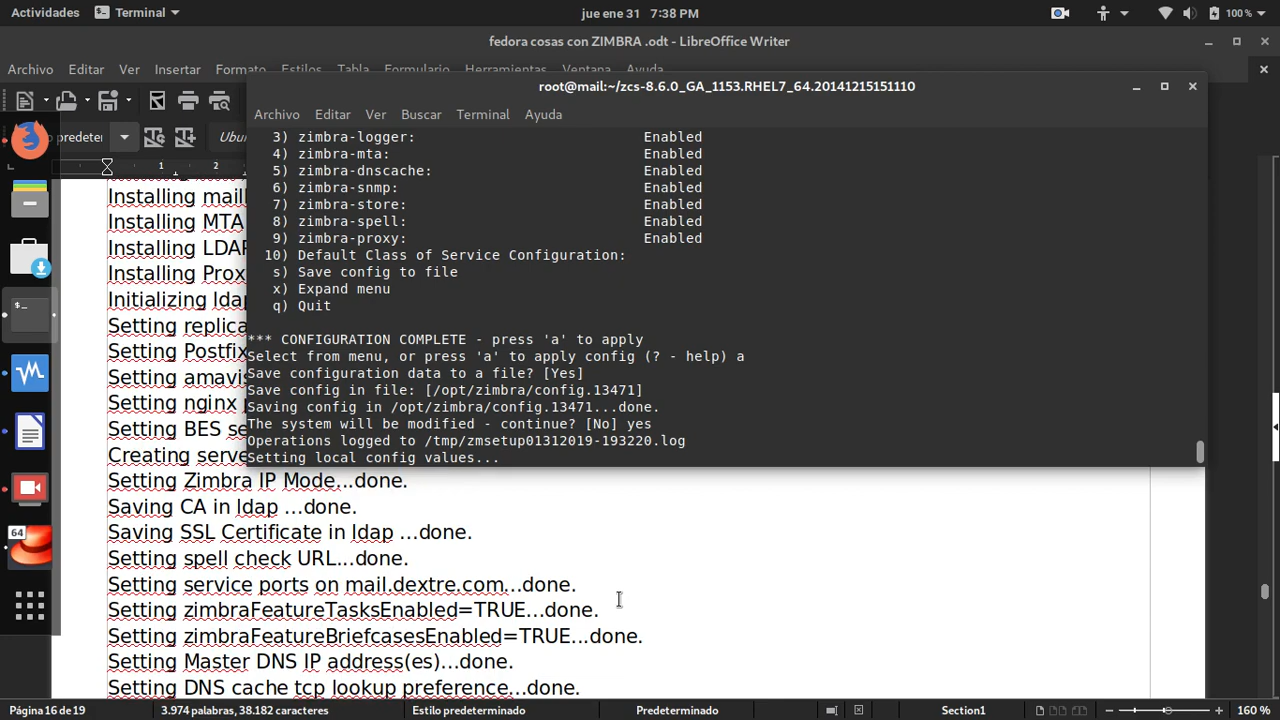 Actividades Terminal jue ene 31 7:38 PM 100 %
fedora cosas con ZIMBRA .odt - LibreOffice Writer
Archivo Editar Ver Insertar Formato Estilos Tabla Formulario Herramientas Ventana Ayuda
root@mail:~/zcs-8.6.0_GA_1153.RHEL7_64.20141215151110
Archivo Editar Ver Buscar Terminal Ayuda
3) zimbra-logger: Enabled
4) zimbra-mta: Enabled
5) zimbra-dnscache: Enabled
6) zimbra-snmp: Enabled
7) zimbra-store: Enabled
8) zimbra-spell: Enabled
9) zimbra-proxy: Enabled
10) Default Class of Service Configuration:
s) Save config to file
x) Expand menu
q) Quit
*** CONFIGURATION COMPLETE - press 'a' to apply
Select from menu, or press 'a' to apply config (? - help) a
Save configuration data to a file? [Yes]
Save config in file: [/opt/zimbra/config.13471]
Saving config in /opt/zimbra/config.13471...done.
The system will be modified - continue? [No] yes
Operations logged to /tmp/zmsetup01312019-193220.log
Setting local config values...
1 2
Installing
Installing MTA
Installing
Installing
Initializing
Setting
Setting
Setting
Setting nginx
Setting BES
Creating
Setting Zimbra IP Mode...done.
Saving CA in ldap ...done.
Saving SSL Certificate in ldap ...done.
Setting spell check URL...done.
Setting service ports on mail.dextre.com...done.
Setting zimbraFeatureTasksEnabled=TRUE...done.
Setting zimbraFeatureBriefcasesEnabled=TRUE...done.
Setting Master DNS IP address(es)...done.
Setting DNS cache tcp lookup preference...done.
64
Página 16 de 19 3.974 palabras, 38.182 caracteres Estilo predeterminado Predeterminado Section1 160 %